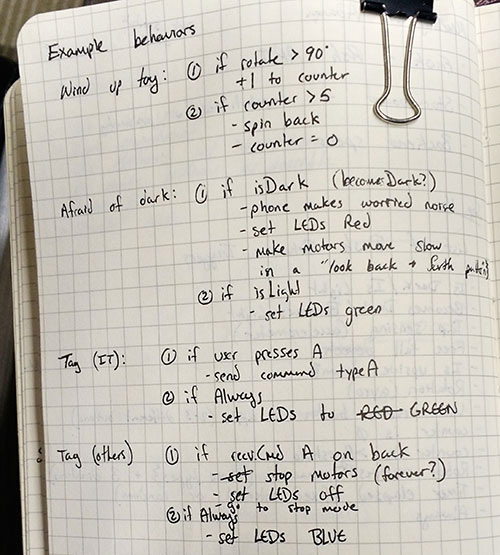 Example behaviors
Wind up toy: ① if rotate > 90°
+1 to counter
② if counter > 5
- spin back
- counter = 0
Afraid of dark: ① if isDark (becomeDark?)
- phone makes worried noise
- set LEDs Red
- make motors move slow
in a "look back + forth pattern"
② if isLight
- set LEDs green
Tag (IT): ① if user presses A
- send command type A
② if Always
- set LEDs to RED GREEN
Tag (others) ① if recv.Cmd A on back
- set stop motors (forever?)
- set LEDs off
- go to stop mode
② if Always
- set LEDs BLUE